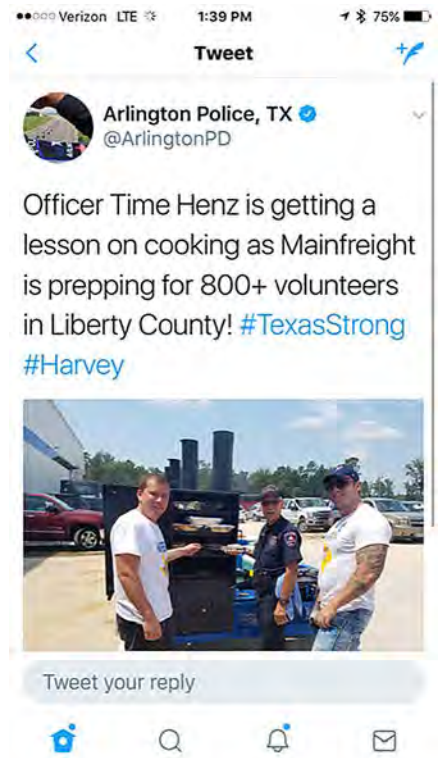 Verizon LTE 1:39 PM 75%
Tweet
Arlington Police, TX
@ArlingtonPD
Officer Time Henz is getting a
lesson on cooking as Mainfreight
is prepping for 800+ volunteers
in Liberty County! #TexasStrong
#Harvey
Tweet your reply